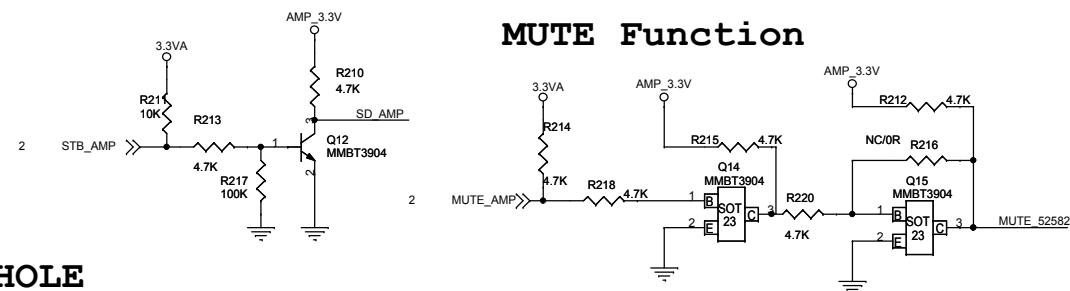 MUTE Function
AMP_3.3V
3.3VA
R210
4.7K
R211
10K
R213
3
SD_AMP
2
STB_AMP
1
Q12
MMBT3904
4.7K
2
R217
100K
3.3VA
AMP_3.3V
AMP_3.3V
R212
4.7K
R214
R215
4.7K
NC/0R
R216
4.7K
Q14
MMBT3904
Q15
MMBT3904
2
MUTE_AMP
R218
4.7K
1
B
SOT
23
C
3
R220
1
B
SOT
23
C
3
MUTE_52582
2
E
4.7K
2
E
HOLE